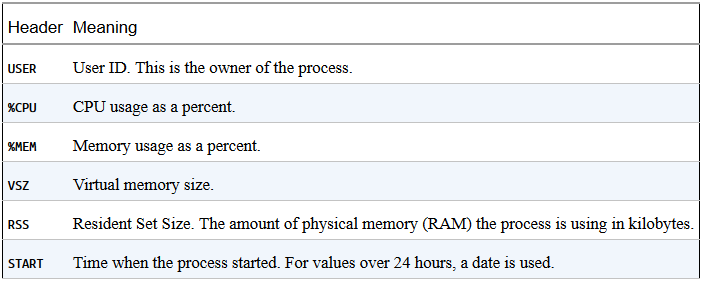 Header Meaning
USER User ID. This is the owner of the process.
%CPU CPU usage as a percent.
%MEM Memory usage as a percent.
VSZ Virtual memory size.
RSS Resident Set Size. The amount of physical memory (RAM) the process is using in kilobytes.
START Time when the process started. For values over 24 hours, a date is used.